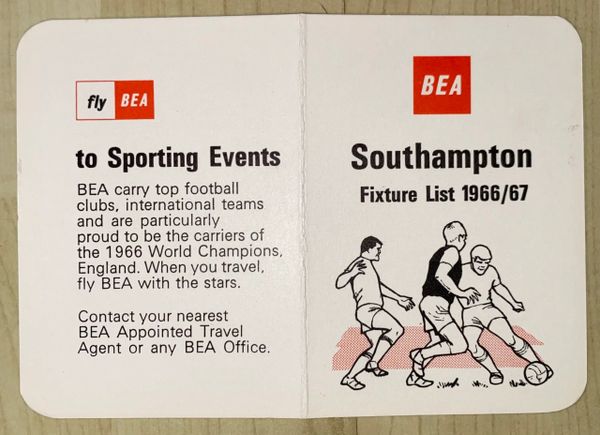 fly BEA
to Sporting Events
BEA carry top football
clubs, international teams
and are particularly
proud to be the carriers of
the 1966 World Champions,
England. When you travel,
fly BEA with the stars.
Contact your nearest
BEA Appointed Travel
Agent or any BEA Office.
BEA
Southampton
Fixture List 1966/67